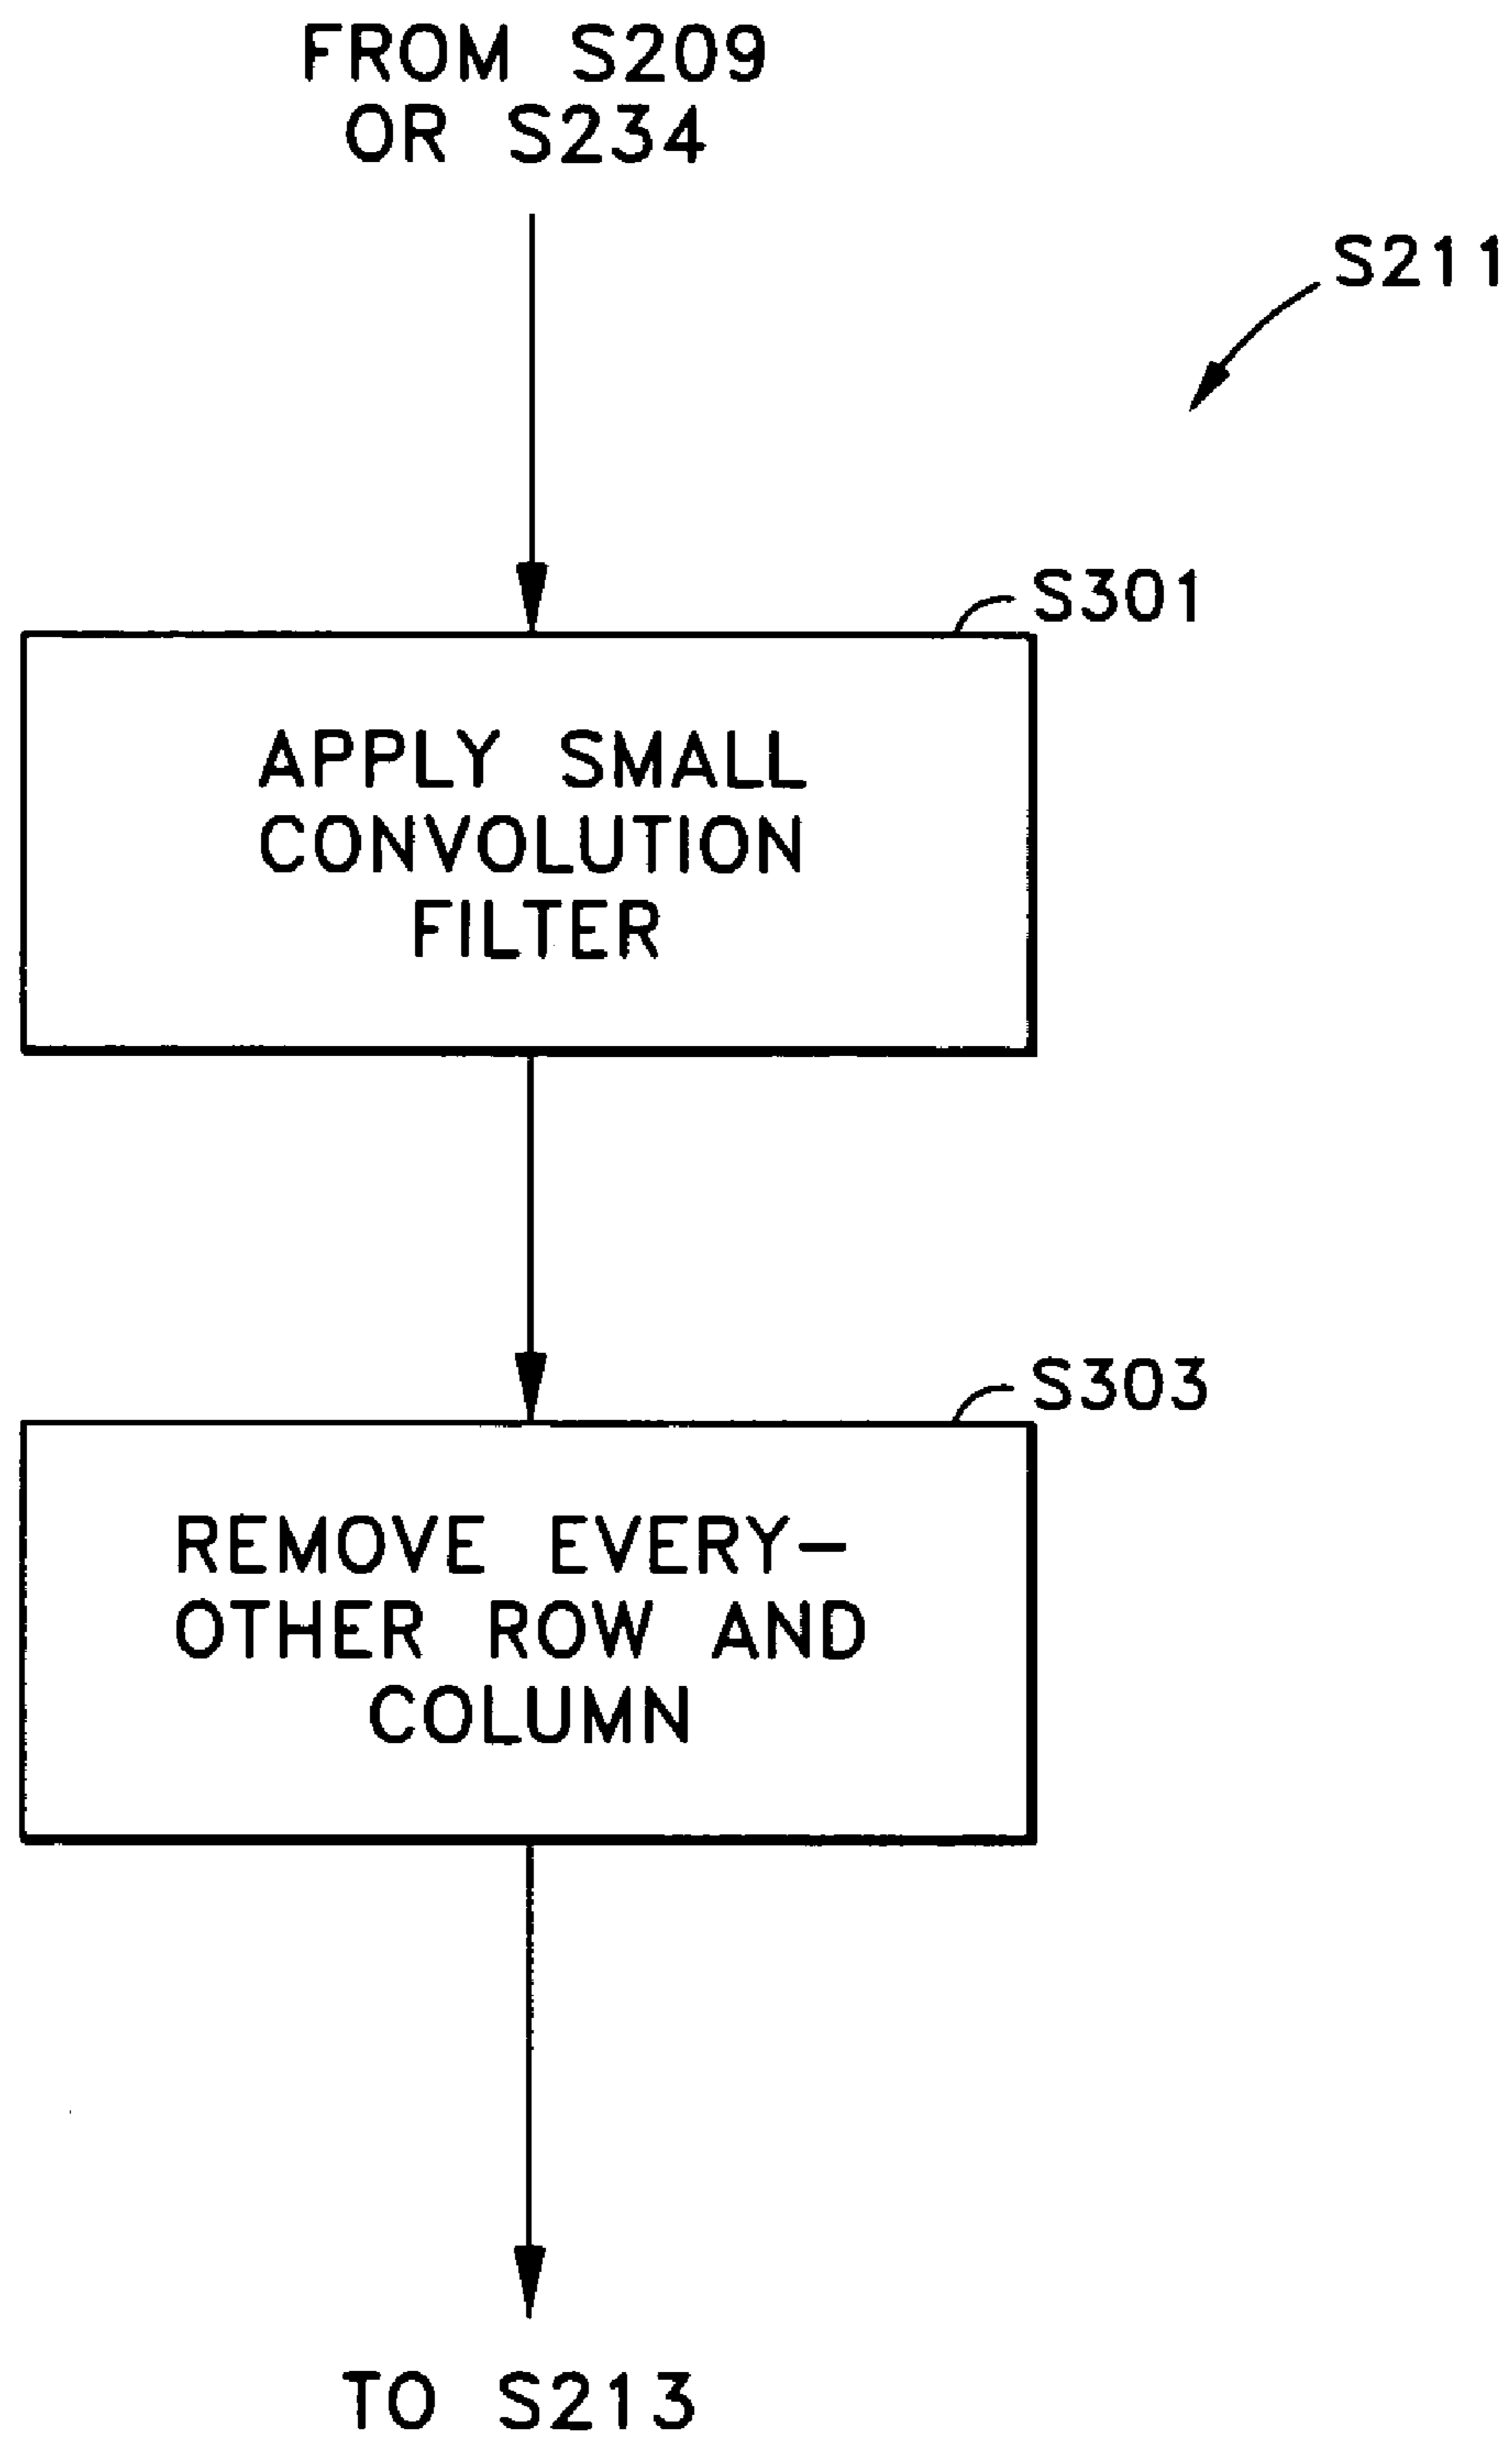 FROM S209
OR S234
S211
S301
APPLY SMALL
CONVOLUTION
FILTER
S303
REMOVE EVERY-
OTHER ROW AND
COLUMN
TO S213